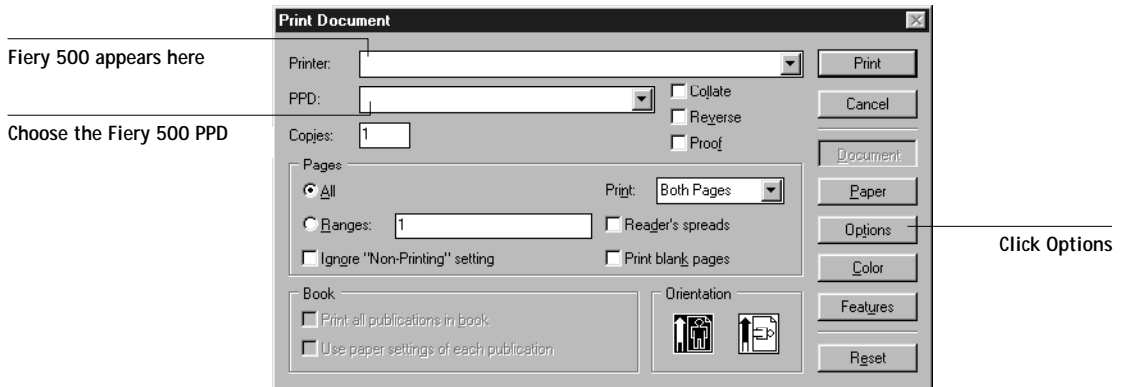 Print Document
Fiery 500 appears here
Printer:
Print
PPD:
Collate
Cancel
Reverse
Choose the Fiery 500 PPD
Copies: 1
Proof
Document
Pages
All
Print: Both Pages
Paper
Ranges: 1
Reader's spreads
Options
Click Options
Ignore "Non-Printing" setting
Print blank pages
Color
Book
Orientation
Features
Print all publications in book
Use paper settings of each publication
Reset